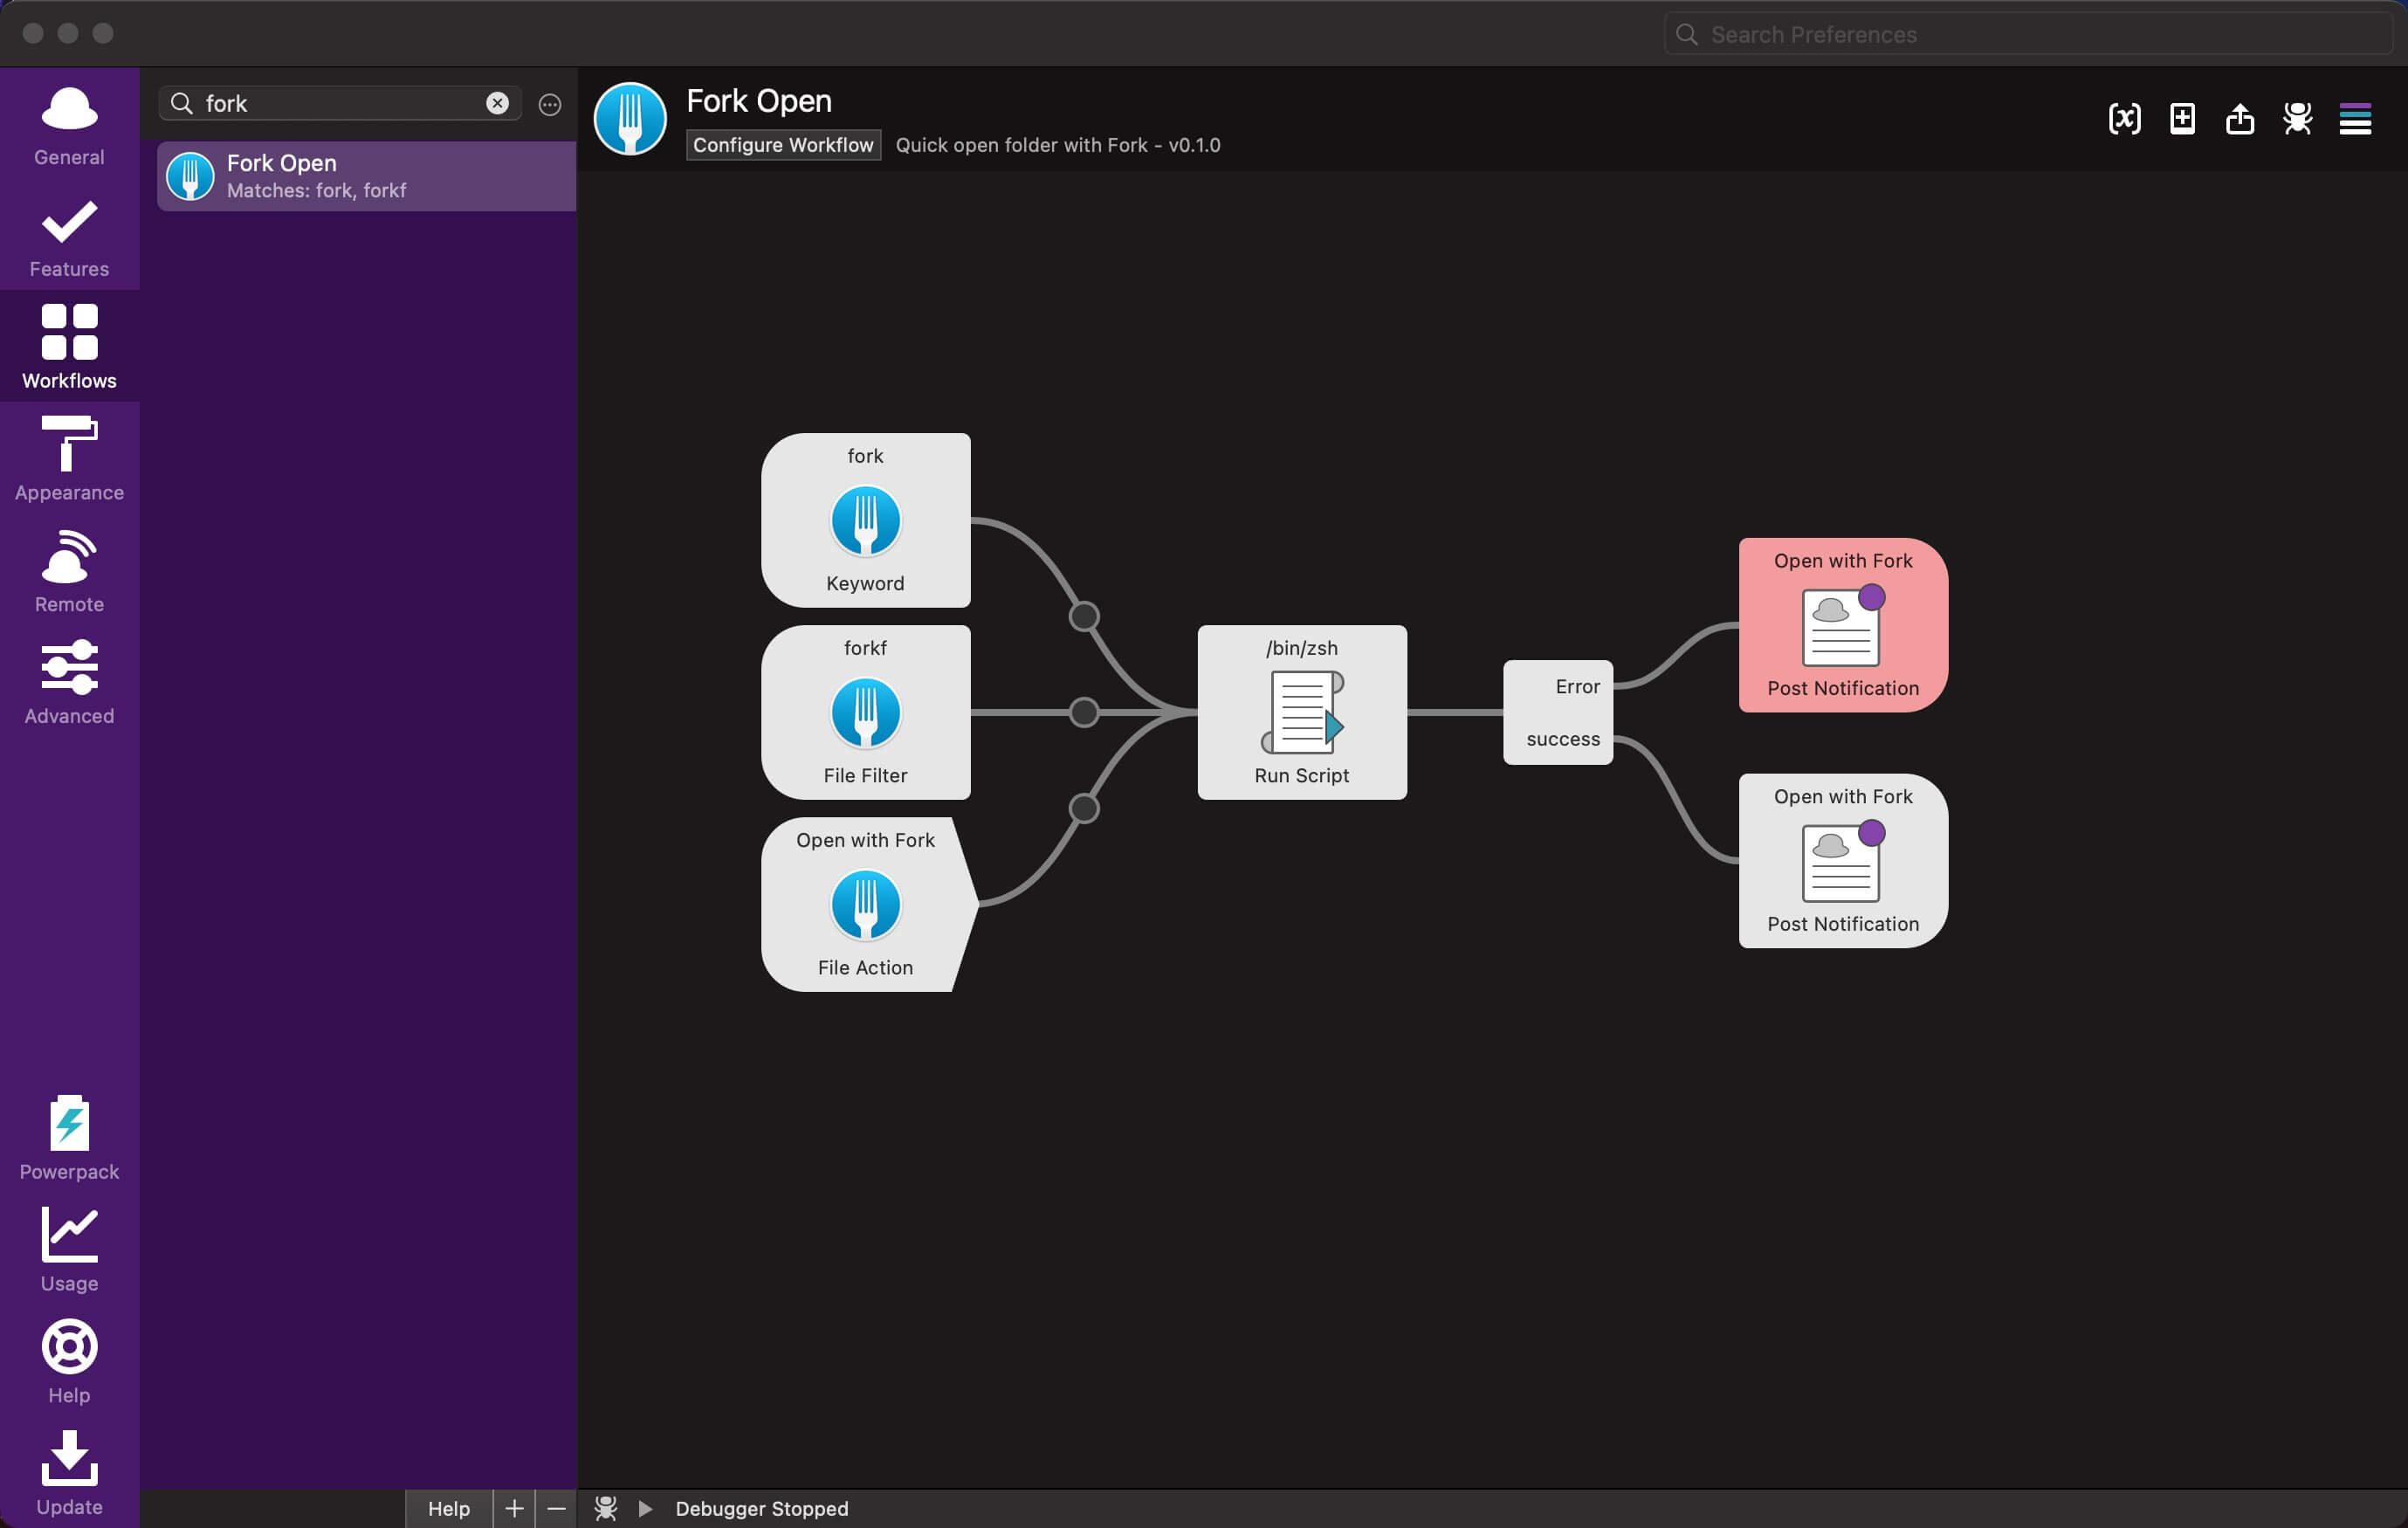 Search Preferences
General
Features
Workflows
Appearance
Remote
Advanced
Powerpack
Usage
Help
Update
fork
Fork Open
Matches: fork, forkf
Help
Fork Open
Configure Workflow
Quick open folder with Fork - v0.1.0
[x]
fork
Keyword
forkf
File Filter
Open with Fork
File Action
/bin/zsh
Run Script
Error
success
Open with Fork
Post Notification
Open with Fork
Post Notification
Debugger Stopped